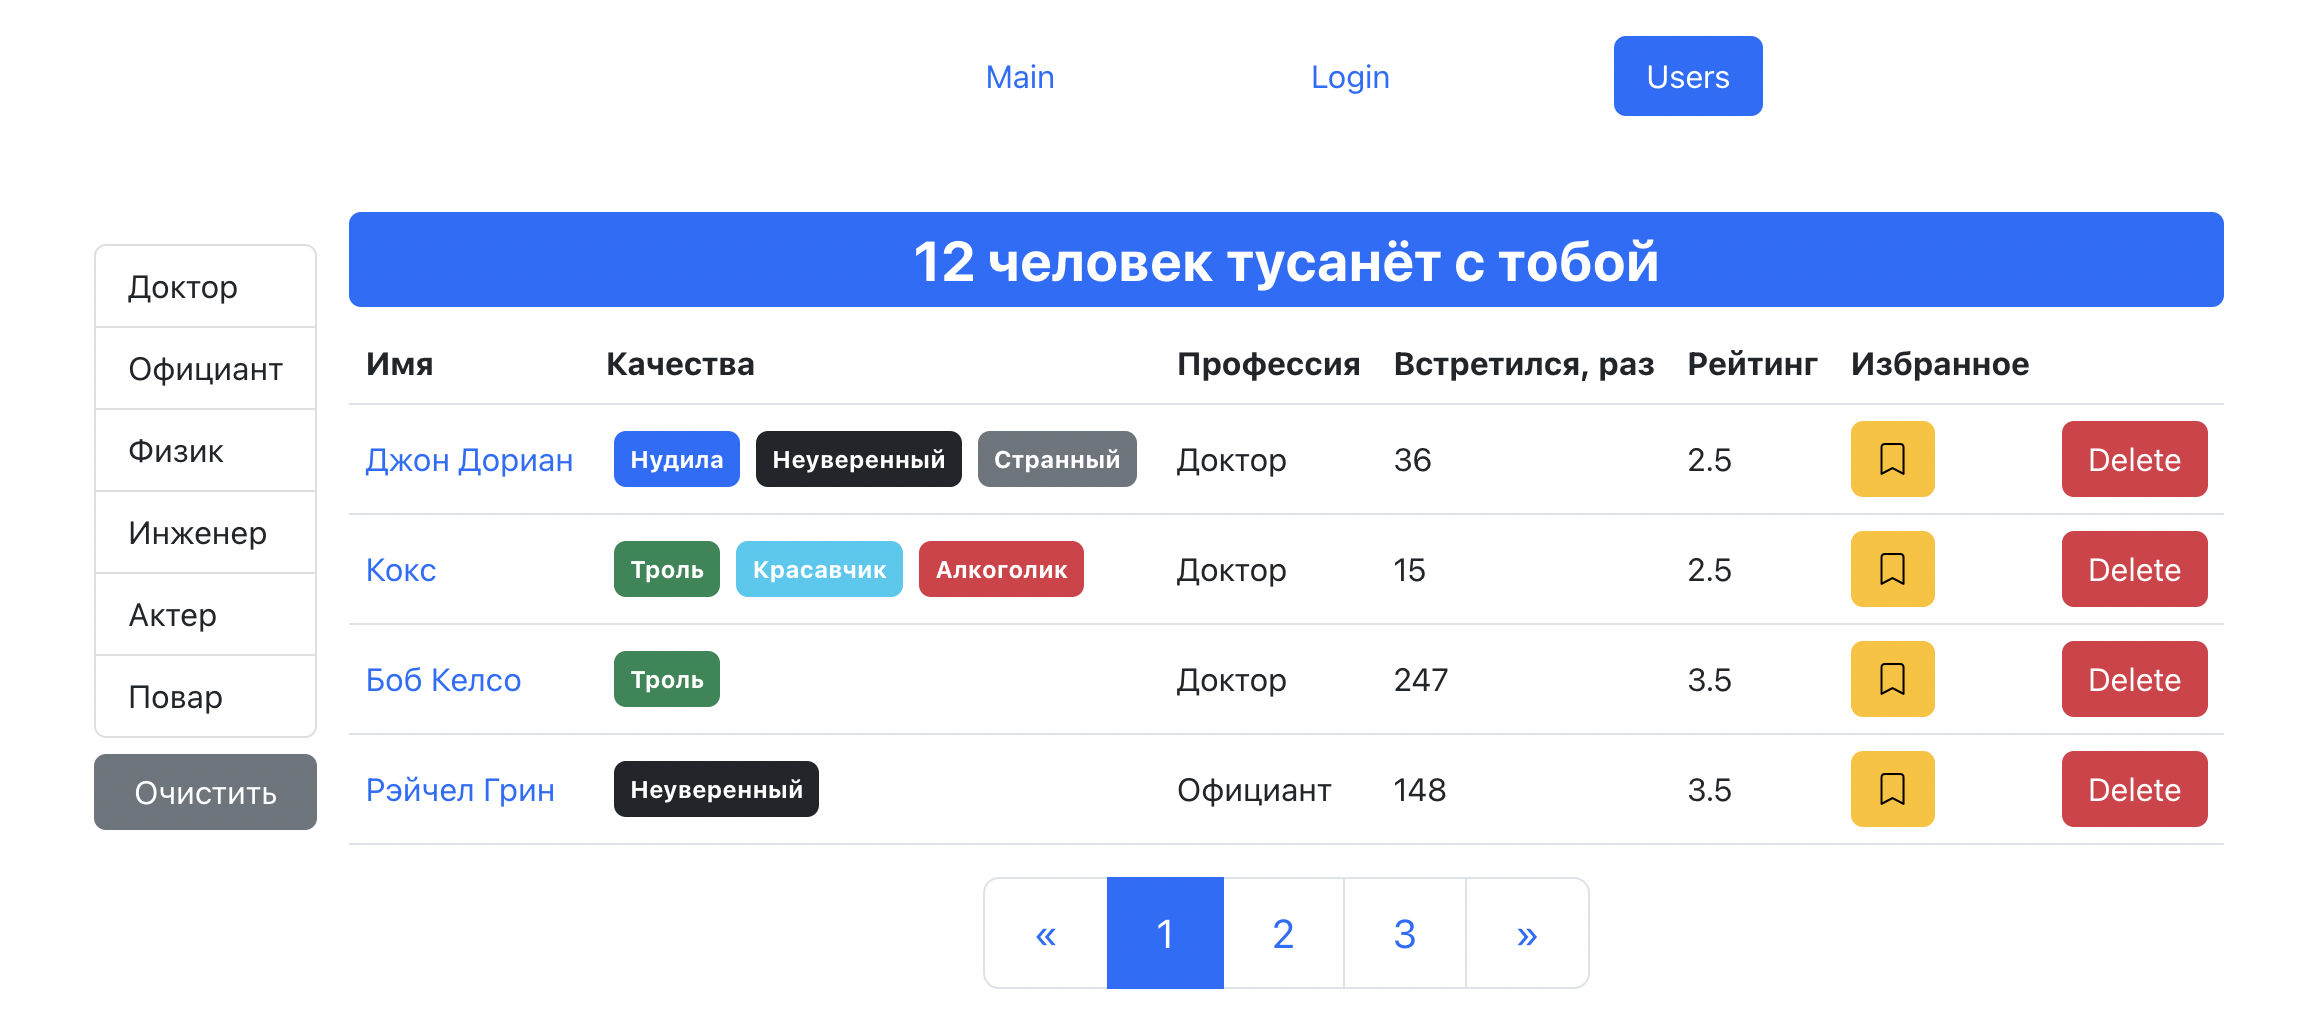 Main Login Users
12 человек тусанёт с тобой
Доктор
Официант
Физик
Инженер
Актер
Повар
Очистить
Имя Качества Профессия Встретился, раз Рейтинг Избранное
Джон Дориан Нудила Неуверенный Странный Доктор 36 2.5 Delete
Кокс Троль Красавчик Алкоголик Доктор 15 2.5 Delete
Боб Келсо Троль Доктор 247 3.5 Delete
Рэйчел Грин Неуверенный Официант 148 3.5 Delete
« 1 2 3 »